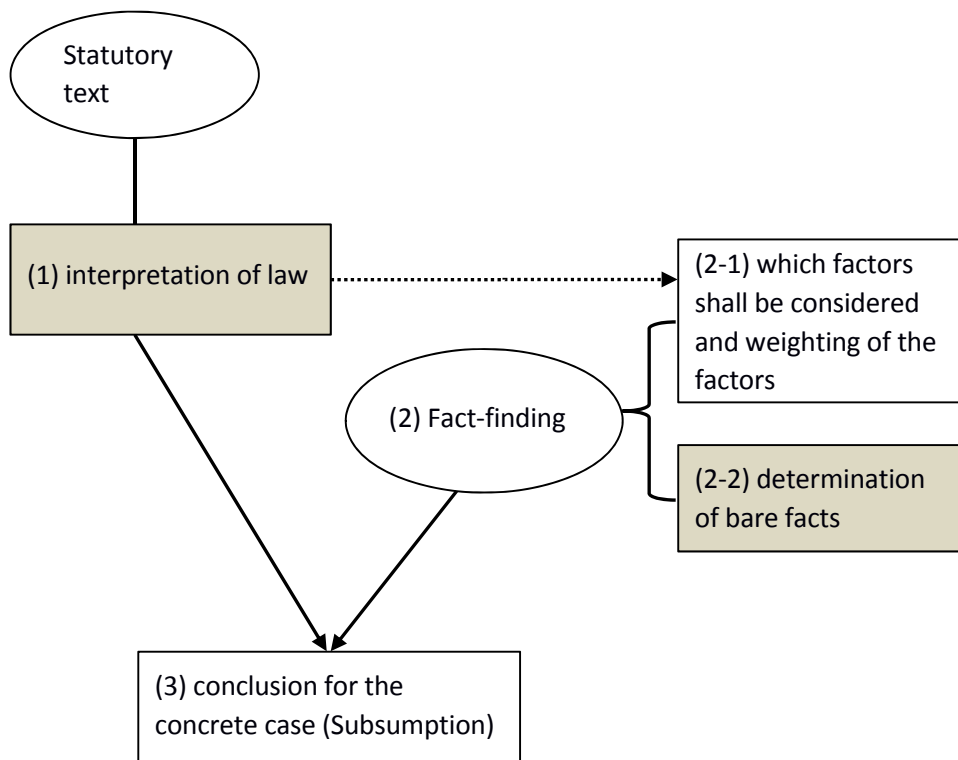 Statutory
text
(1) interpretation of law
(2-1) which factors
shall be considered
and weighting of the
factors
(2) Fact-finding
(2-2) determination
of bare facts
(3) conclusion for the
concrete case (Subsumption)